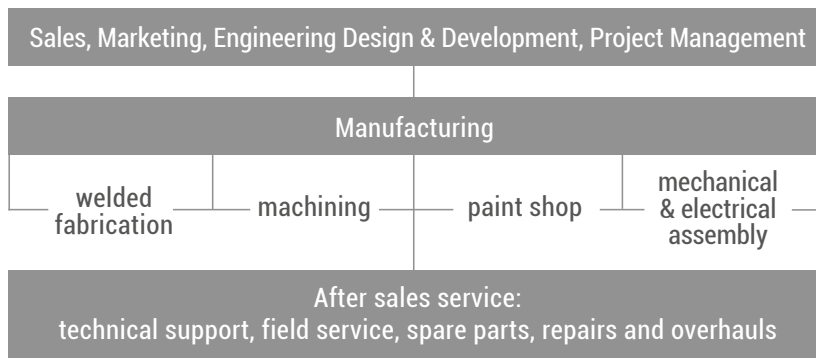 Sales, Marketing, Engineering Design & Development, Project Management
Manufacturing
welded
fabrication
machining
paint shop
mechanical
& electrical
assembly
After sales service:
technical support, field service, spare parts, repairs and overhauls